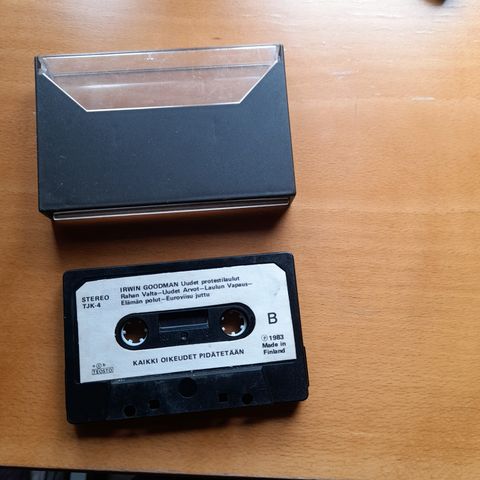 STEREO
TJK-4
IRWIN GOODMAN Uudet protestilaulut
Rahan Valta—Uudet Arvot—Laulun Vapaus—
Elämän polut—Euroviisu juttu
B
Ⓟ 1983
Made in
Finland
TEOSTO
KAIKKI OIKEUDET PIDÄTETÄÄN